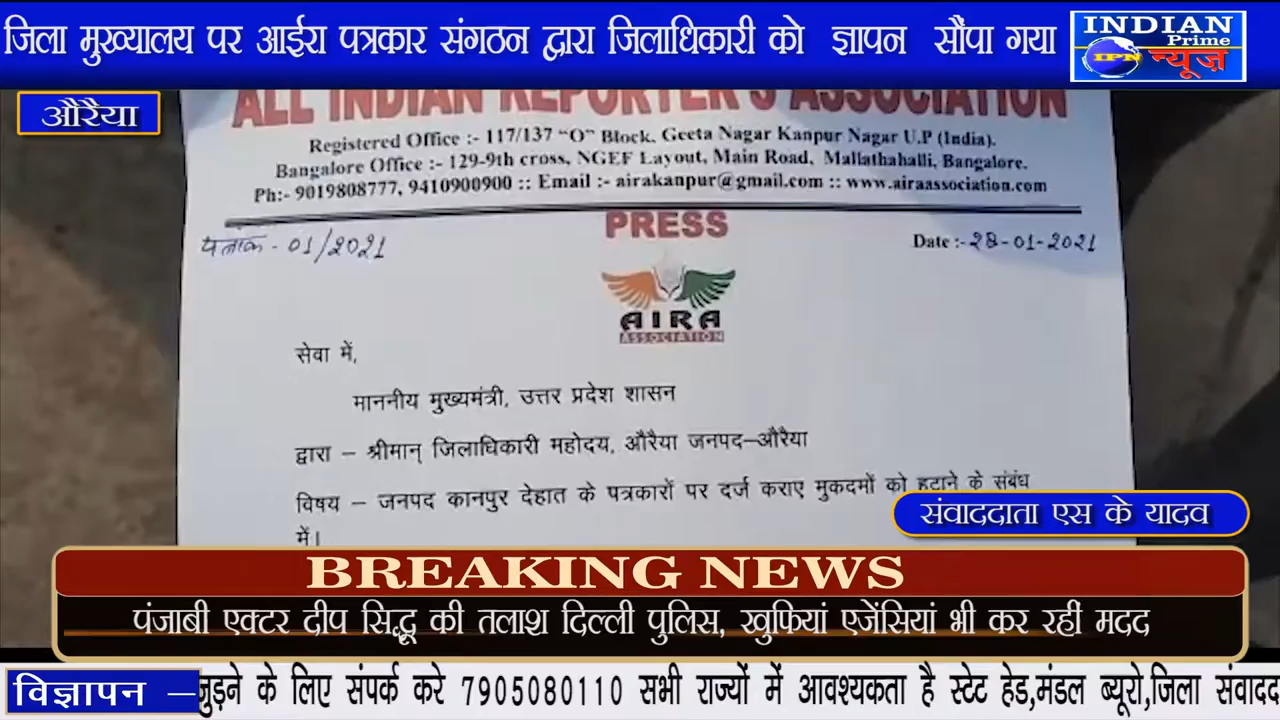 जिला मुख्यालय पर आईरा पत्रकार संगठन द्वारा जिलाधिकारी को ज्ञापन सौंपा गया
INDIAN
Prime
IPN न्यूज़
औरैया
ALL INDIAN REPORTER'S ASSOCIATION
Registered Office :- 117/137 "O" Block. Geeta Nagar Kanpur Nagar U.P (India).
Bangalore Office :- 129-9th cross, NGEF Layout, Main Road, Mallathahalli, Bangalore.
Ph:- 9019808777, 9410900900 :: Email :- airakanpur@gmail.com :: www.airaassociation.com
PRESS
पत्रांक - 01/2021
Date :- 28-01-2021
AIRA
ASSOCIATION
सेवा में,
माननीय मुख्यमंत्री, उत्तर प्रदेश शासन
द्वारा – श्रीमान् जिलाधिकारी महोदय, औरैया जनपद–औरैया
विषय – जनपद कानपुर देहात के पत्रकारों पर दर्ज कराए मुकदमों को हटाने के संबंध
में।
संवाददाता एस के यादव
BREAKING NEWS
पंजाबी एक्टर दीप सिद्धू की तलाश दिल्ली पुलिस, खुफियां एजेंसियां भी कर रही मदद
विज्ञापन – जुड़ने के लिए संपर्क करे 7905080110 सभी राज्यों में आवश्यकता है स्टेट हेड,मंडल ब्यूरो,जिला संवादद